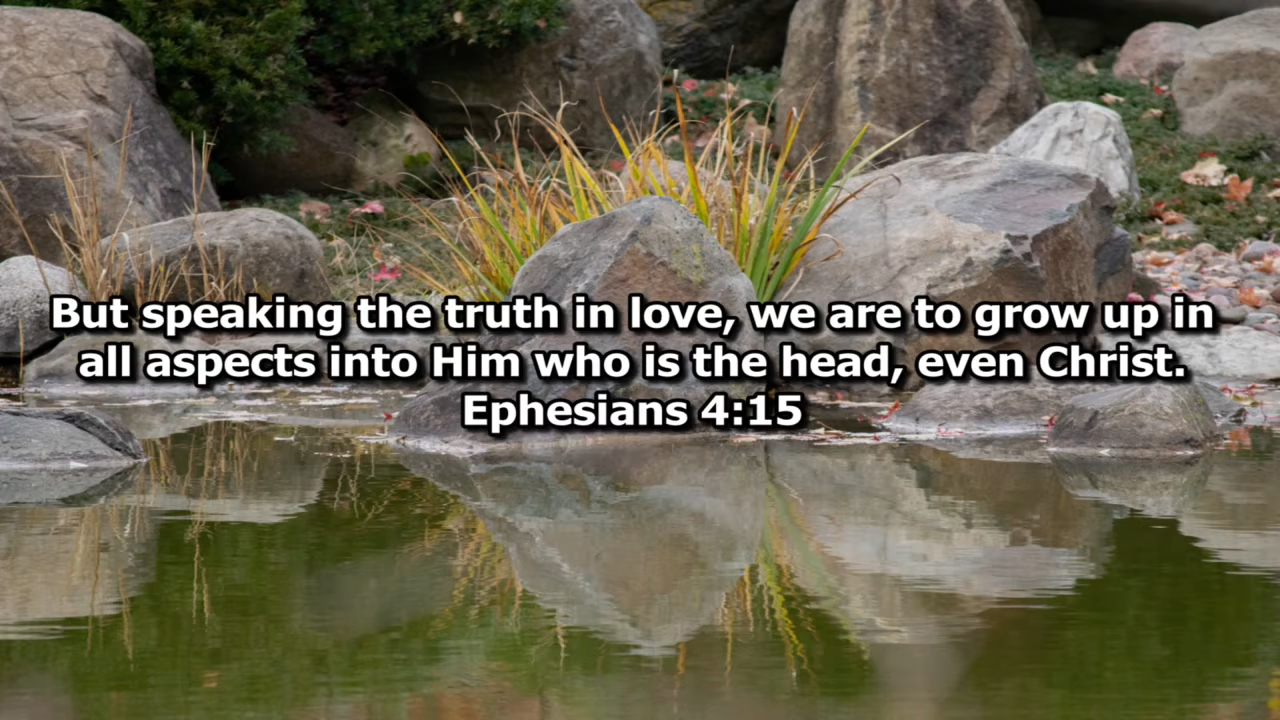 But speaking the truth in love, we are to grow up in
all aspects into Him who is the head, even Christ.
Ephesians 4:15